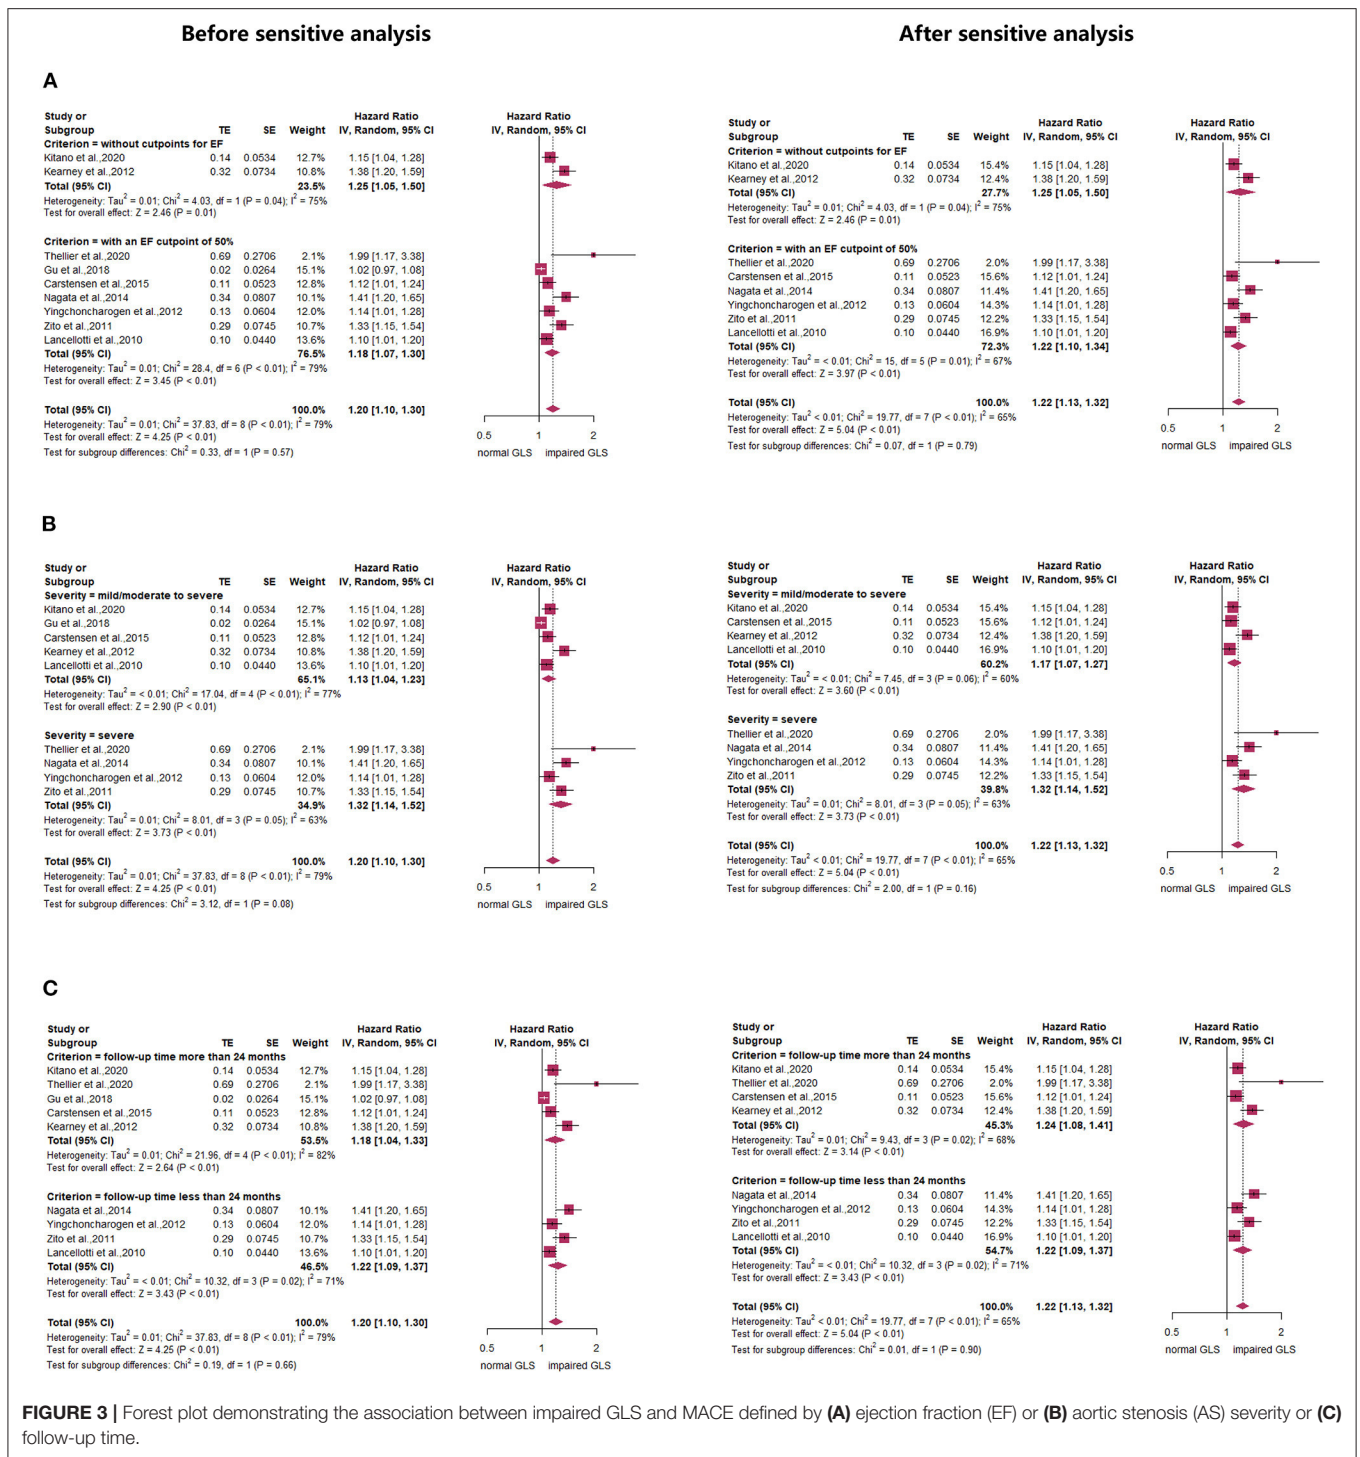 Before sensitive analysis
After sensitive analysis
A
Study or Hazard Ratio Hazard Ratio
Subgroup TE SE Weight IV, Random, 95% CI IV, Random, 95% CI
Criterion = without cutpoints for EF
Kitano et al.,2020 0.14 0.0534 12.7% 1.15 [1.04, 1.28]
Kearney et al.,2012 0.32 0.0734 10.8% 1.38 [1.20, 1.59]
Total (95% CI) 23.5% 1.25 [1.05, 1.50]
Heterogeneity: Tau² = 0.01; Chi² = 4.03, df = 1 (P = 0.04); I² = 75%
Test for overall effect: Z = 2.46 (P = 0.01)
Criterion = with an EF cutpoint of 50%
Thellier et al.,2020 0.69 0.2706 2.1% 1.99 [1.17, 3.38]
Gu et al.,2018 0.02 0.0264 15.1% 1.02 [0.97, 1.08]
Carstensen et al.,2015 0.11 0.0523 12.8% 1.12 [1.01, 1.24]
Nagata et al.,2014 0.34 0.0807 10.1% 1.41 [1.20, 1.65]
Yingchoncharogen et al.,2012 0.13 0.0604 12.0% 1.14 [1.01, 1.28]
Zito et al.,2011 0.29 0.0745 10.7% 1.33 [1.15, 1.54]
Lancellotti et al.,2010 0.10 0.0440 13.6% 1.10 [1.01, 1.20]
Total (95% CI) 76.5% 1.18 [1.07, 1.30]
Heterogeneity: Tau² = 0.01; Chi² = 28.4, df = 6 (P < 0.01); I² = 79%
Test for overall effect: Z = 3.45 (P < 0.01)
Total (95% CI) 100.0% 1.20 [1.10, 1.30]
Heterogeneity: Tau² = 0.01; Chi² = 37.83, df = 8 (P < 0.01); I² = 79%
Test for overall effect: Z = 4.25 (P < 0.01)
Test for subgroup differences: Chi² = 0.33, df = 1 (P = 0.57)
0.5 1 2
normal GLS impaired GLS
Study or Hazard Ratio Hazard Ratio
Subgroup TE SE Weight IV, Random, 95% CI IV, Random, 95% CI
Criterion = without cutpoints for EF
Kitano et al.,2020 0.14 0.0534 15.4% 1.15 [1.04, 1.28]
Kearney et al.,2012 0.32 0.0734 12.4% 1.38 [1.20, 1.59]
Total (95% CI) 27.7% 1.25 [1.05, 1.50]
Heterogeneity: Tau² = 0.01; Chi² = 4.03, df = 1 (P = 0.04); I² = 75%
Test for overall effect: Z = 2.46 (P = 0.01)
Criterion = with an EF cutpoint of 50%
Thellier et al.,2020 0.69 0.2706 2.0% 1.99 [1.17, 3.38]
Carstensen et al.,2015 0.11 0.0523 15.6% 1.12 [1.01, 1.24]
Nagata et al.,2014 0.34 0.0807 11.4% 1.41 [1.20, 1.65]
Yingchoncharogen et al.,2012 0.13 0.0604 14.3% 1.14 [1.01, 1.28]
Zito et al.,2011 0.29 0.0745 12.2% 1.33 [1.15, 1.54]
Lancellotti et al.,2010 0.10 0.0440 16.9% 1.10 [1.01, 1.20]
Total (95% CI) 72.3% 1.22 [1.10, 1.34]
Heterogeneity: Tau² = < 0.01; Chi² = 15, df = 5 (P = 0.01); I² = 67%
Test for overall effect: Z = 3.97 (P < 0.01)
Total (95% CI) 100.0% 1.22 [1.13, 1.32]
Heterogeneity: Tau² < 0.01; Chi² = 19.77, df = 7 (P < 0.01); I² = 65%
Test for overall effect: Z = 5.04 (P < 0.01)
Test for subgroup differences: Chi² = 0.07, df = 1 (P = 0.79)
0.5 1 2
normal GLS impaired GLS
B
Study or Hazard Ratio Hazard Ratio
Subgroup TE SE Weight IV, Random, 95% CI IV, Random, 95% CI
Severity = mild/moderate to severe
Kitano et al.,2020 0.14 0.0534 12.7% 1.15 [1.04, 1.28]
Gu et al.,2018 0.02 0.0264 15.1% 1.02 [0.97, 1.08]
Carstensen et al.,2015 0.11 0.0523 12.8% 1.12 [1.01, 1.24]
Kearney et al.,2012 0.32 0.0734 10.8% 1.38 [1.20, 1.59]
Lancellotti et al.,2010 0.10 0.0440 13.6% 1.10 [1.01, 1.20]
Total (95% CI) 65.1% 1.13 [1.04, 1.23]
Heterogeneity: Tau² = < 0.01; Chi² = 17.04, df = 4 (P < 0.01); I² = 77%
Test for overall effect: Z = 2.90 (P < 0.01)
Severity = severe
Thellier et al.,2020 0.69 0.2706 2.1% 1.99 [1.17, 3.38]
Nagata et al.,2014 0.34 0.0807 10.1% 1.41 [1.20, 1.65]
Yingchoncharogen et al.,2012 0.13 0.0604 12.0% 1.14 [1.01, 1.28]
Zito et al.,2011 0.29 0.0745 10.7% 1.33 [1.15, 1.54]
Total (95% CI) 34.9% 1.32 [1.14, 1.52]
Heterogeneity: Tau² = 0.01; Chi² = 8.01, df = 3 (P = 0.05); I² = 63%
Test for overall effect: Z = 3.73 (P < 0.01)
Total (95% CI) 100.0% 1.20 [1.10, 1.30]
Heterogeneity: Tau² = 0.01; Chi² = 37.83, df = 8 (P < 0.01); I² = 79%
Test for overall effect: Z = 4.25 (P < 0.01)
Test for subgroup differences: Chi² = 3.12, df = 1 (P = 0.08)
0.5 1 2
normal GLS impaired GLS
Study or Hazard Ratio Hazard Ratio
Subgroup TE SE Weight IV, Random, 95% CI IV, Random, 95% CI
Severity = mild/moderate to severe
Kitano et al.,2020 0.14 0.0534 15.4% 1.15 [1.04, 1.28]
Carstensen et al.,2015 0.11 0.0523 15.6% 1.12 [1.01, 1.24]
Kearney et al.,2012 0.32 0.0734 12.4% 1.38 [1.20, 1.59]
Lancellotti et al.,2010 0.10 0.0440 16.9% 1.10 [1.01, 1.20]
Total (95% CI) 60.2% 1.17 [1.07, 1.27]
Heterogeneity: Tau² = < 0.01; Chi² = 7.45, df = 3 (P = 0.06); I² = 60%
Test for overall effect: Z = 3.60 (P < 0.01)
Severity = severe
Thellier et al.,2020 0.69 0.2706 2.0% 1.99 [1.17, 3.38]
Nagata et al.,2014 0.34 0.0807 11.4% 1.41 [1.20, 1.65]
Yingchoncharogen et al.,2012 0.13 0.0604 14.3% 1.14 [1.01, 1.28]
Zito et al.,2011 0.29 0.0745 12.2% 1.33 [1.15, 1.54]
Total (95% CI) 39.8% 1.32 [1.14, 1.52]
Heterogeneity: Tau² = 0.01; Chi² = 8.01, df = 3 (P = 0.05); I² = 63%
Test for overall effect: Z = 3.73 (P < 0.01)
Total (95% CI) 100.0% 1.22 [1.13, 1.32]
Heterogeneity: Tau² < 0.01; Chi² = 19.77, df = 7 (P < 0.01); I² = 65%
Test for overall effect: Z = 5.04 (P < 0.01)
Test for subgroup differences: Chi² = 2.00, df = 1 (P = 0.16)
0.5 1 2
normal GLS impaired GLS
C
Study or Hazard Ratio Hazard Ratio
Subgroup TE SE Weight IV, Random, 95% CI IV, Random, 95% CI
Criterion = follow-up time more than 24 months
Kitano et al.,2020 0.14 0.0534 12.7% 1.15 [1.04, 1.28]
Thellier et al.,2020 0.69 0.2706 2.1% 1.99 [1.17, 3.38]
Gu et al.,2018 0.02 0.0264 15.1% 1.02 [0.97, 1.08]
Carstensen et al.,2015 0.11 0.0523 12.8% 1.12 [1.01, 1.24]
Kearney et al.,2012 0.32 0.0734 10.8% 1.38 [1.20, 1.59]
Total (95% CI) 53.5% 1.18 [1.04, 1.33]
Heterogeneity: Tau² = 0.01; Chi² = 21.96, df = 4 (P < 0.01); I² = 82%
Test for overall effect: Z = 2.64 (P < 0.01)
Criterion = follow-up time less than 24 months
Nagata et al.,2014 0.34 0.0807 10.1% 1.41 [1.20, 1.65]
Yingchoncharogen et al.,2012 0.13 0.0604 12.0% 1.14 [1.01, 1.28]
Zito et al.,2011 0.29 0.0745 10.7% 1.33 [1.15, 1.54]
Lancellotti et al.,2010 0.10 0.0440 13.6% 1.10 [1.01, 1.20]
Total (95% CI) 46.5% 1.22 [1.09, 1.37]
Heterogeneity: Tau² = < 0.01; Chi² = 10.32, df = 3 (P = 0.02); I² = 71%
Test for overall effect: Z = 3.43 (P < 0.01)
Total (95% CI) 100.0% 1.20 [1.10, 1.30]
Heterogeneity: Tau² = 0.01; Chi² = 37.83, df = 8 (P < 0.01); I² = 79%
Test for overall effect: Z = 4.25 (P < 0.01)
Test for subgroup differences: Chi² = 0.19, df = 1 (P = 0.66)
0.5 1 2
normal GLS impaired GLS
Study or Hazard Ratio Hazard Ratio
Subgroup TE SE Weight IV, Random, 95% CI IV, Random, 95% CI
Criterion = follow-up time more than 24 months
Kitano et al.,2020 0.14 0.0534 15.4% 1.15 [1.04, 1.28]
Thellier et al.,2020 0.69 0.2706 2.0% 1.99 [1.17, 3.38]
Carstensen et al.,2015 0.11 0.0523 15.6% 1.12 [1.01, 1.24]
Kearney et al.,2012 0.32 0.0734 12.4% 1.38 [1.20, 1.59]
Total (95% CI) 45.3% 1.24 [1.08, 1.41]
Heterogeneity: Tau² = 0.01; Chi² = 9.43, df = 3 (P = 0.02); I² = 68%
Test for overall effect: Z = 3.14 (P < 0.01)
Criterion = follow-up time less than 24 months
Nagata et al.,2014 0.34 0.0807 11.4% 1.41 [1.20, 1.65]
Yingchoncharogen et al.,2012 0.13 0.0604 14.3% 1.14 [1.01, 1.28]
Zito et al.,2011 0.29 0.0745 12.2% 1.33 [1.15, 1.54]
Lancellotti et al.,2010 0.10 0.0440 16.9% 1.10 [1.01, 1.20]
Total (95% CI) 54.7% 1.22 [1.09, 1.37]
Heterogeneity: Tau² = < 0.01; Chi² = 10.32, df = 3 (P = 0.02); I² = 71%
Test for overall effect: Z = 3.43 (P < 0.01)
Total (95% CI) 100.0% 1.22 [1.13, 1.32]
Heterogeneity: Tau² < 0.01; Chi² = 19.77, df = 7 (P < 0.01); I² = 65%
Test for overall effect: Z = 5.04 (P < 0.01)
Test for subgroup differences: Chi² = 0.01, df = 1 (P = 0.90)
0.5 1 2
normal GLS impaired GLS
FIGURE 3 | Forest plot demonstrating the association between impaired GLS and MACE defined by (A) ejection fraction (EF) or (B) aortic stenosis (AS) severity or (C)
follow-up time.